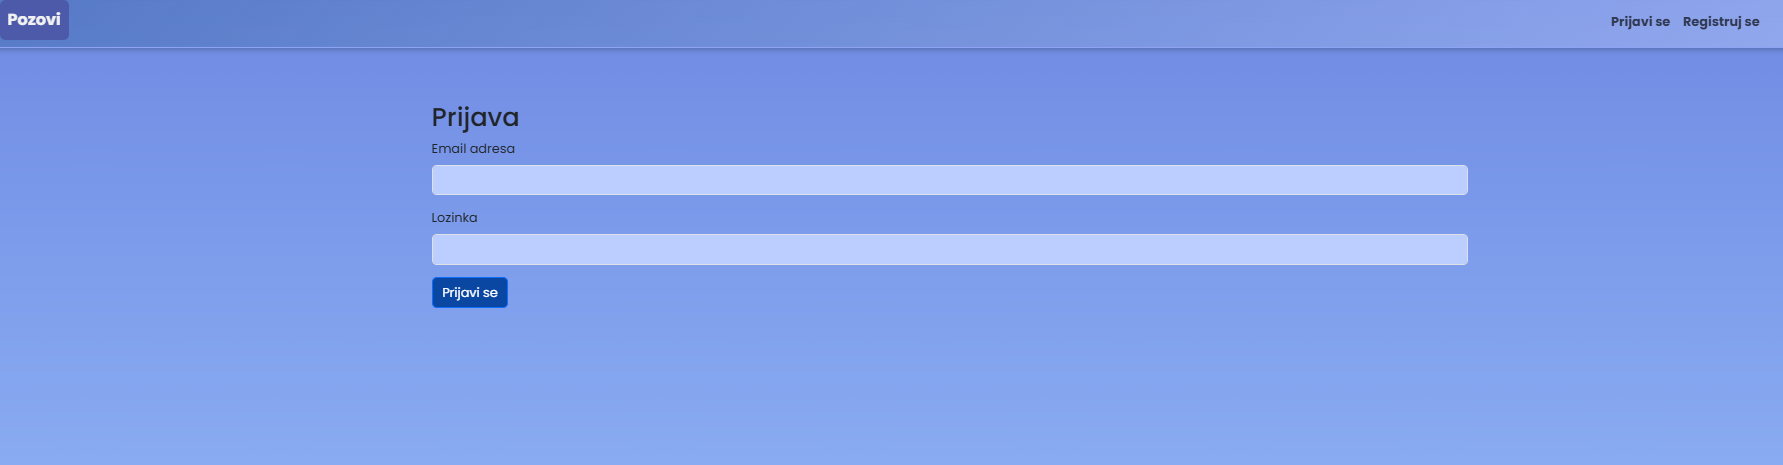 Pozovi
Prijavi se Registruj se
Prijava
Email adresa
Lozinka
Prijavi se